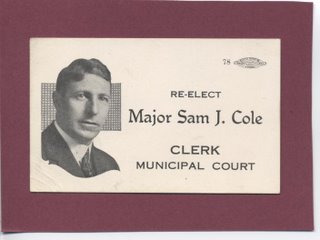 78
RE-ELECT
Major Sam J. Cole
CLERK
MUNICIPAL COURT